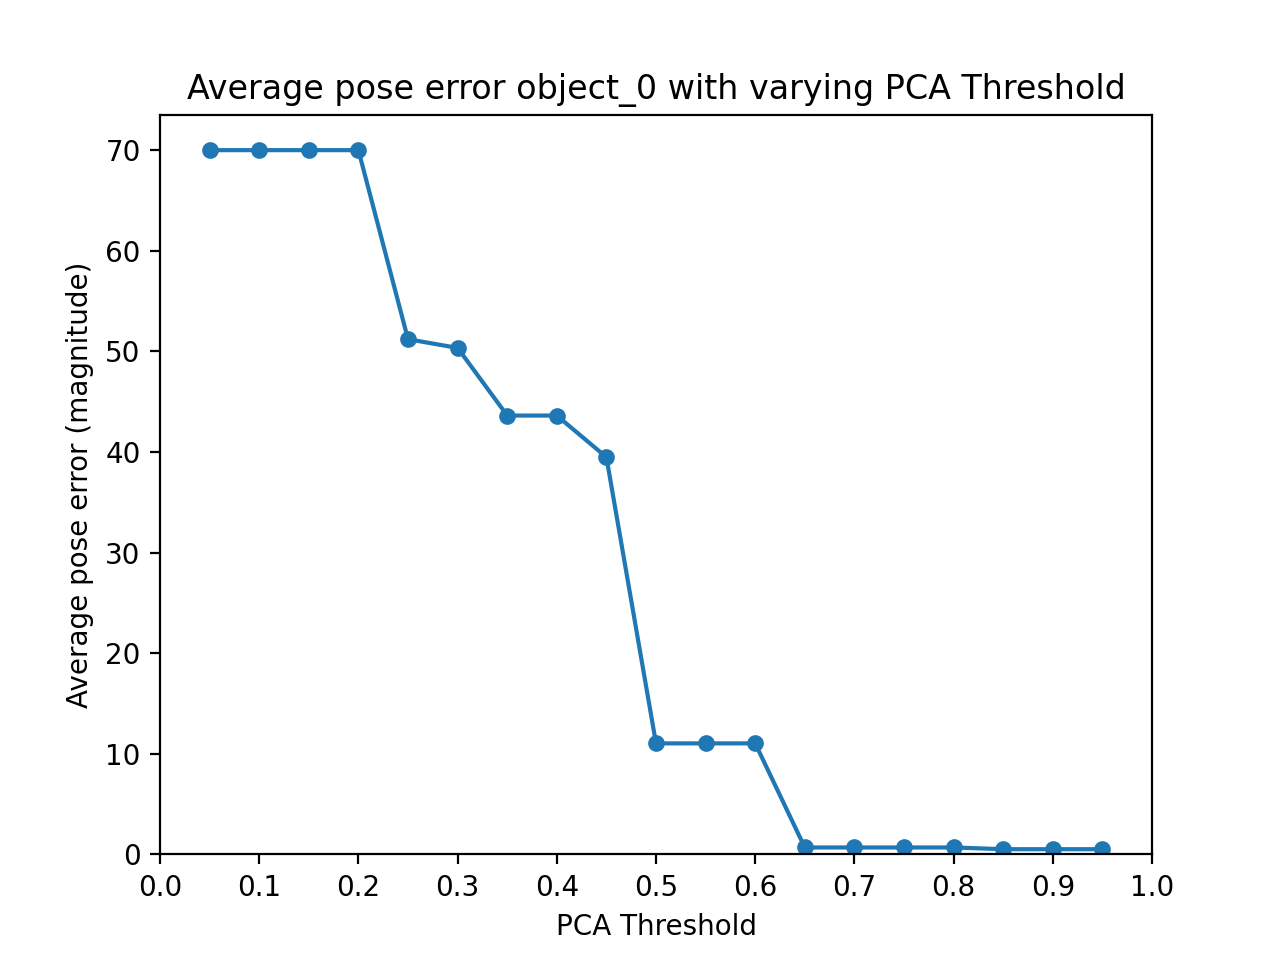 Average pose error object_0 with varying PCA Threshold
70
60
50
40
30
20
10
0
Average pose error (magnitude)
0.0 0.1 0.2 0.3 0.4 0.5 0.6 0.7 0.8 0.9 1.0
PCA Threshold